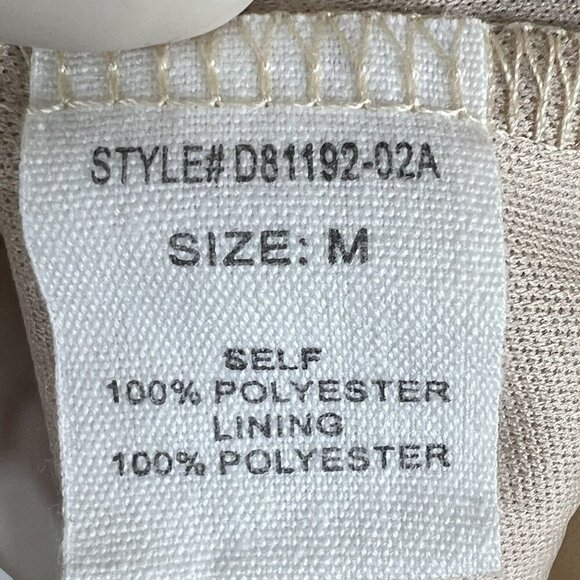 STYLE# D81192-02A
SIZE: M
SELF
100% POLYESTER
LINING
100% POLYESTER